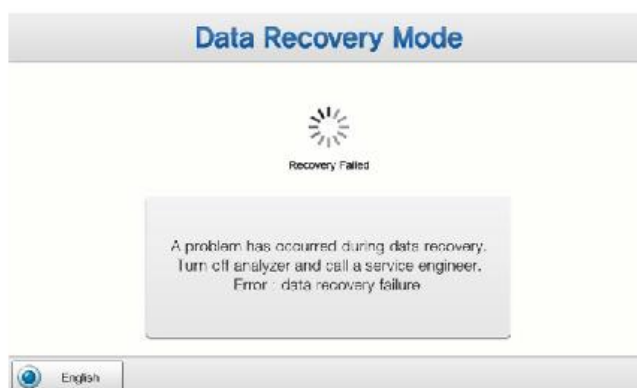 Data Recovery Mode
Recovery Failed
A problem has occurred during data recovery.
Turn off analyzer and call a service engineer.
Error : data recovery failure
English